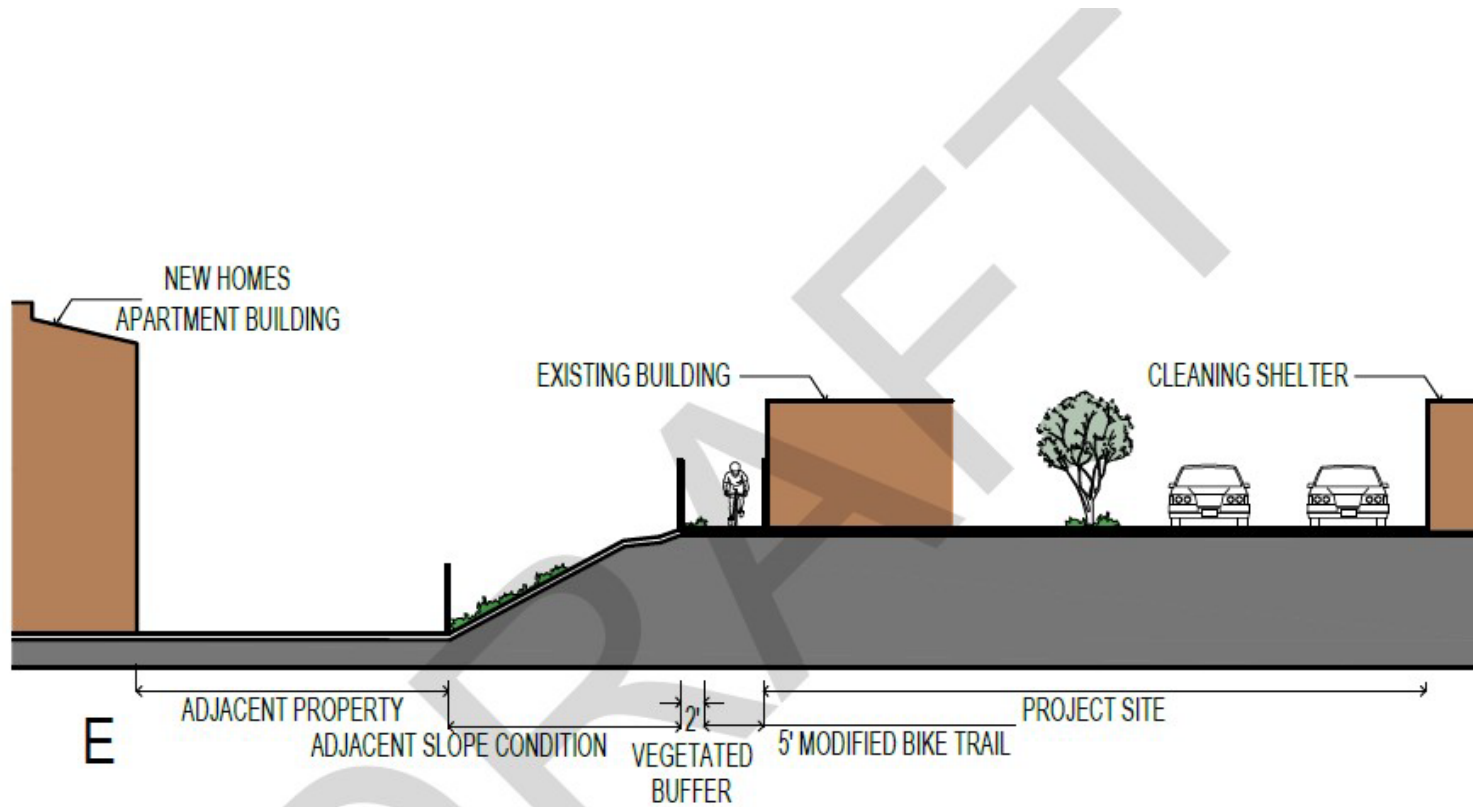 NEW HOMES
APARTMENT BUILDING
EXISTING BUILDING
CLEANING SHELTER
ADJACENT PROPERTY
ADJACENT SLOPE CONDITION
2'
VEGETATED
BUFFER
5' MODIFIED BIKE TRAIL
PROJECT SITE
E
DRAFT